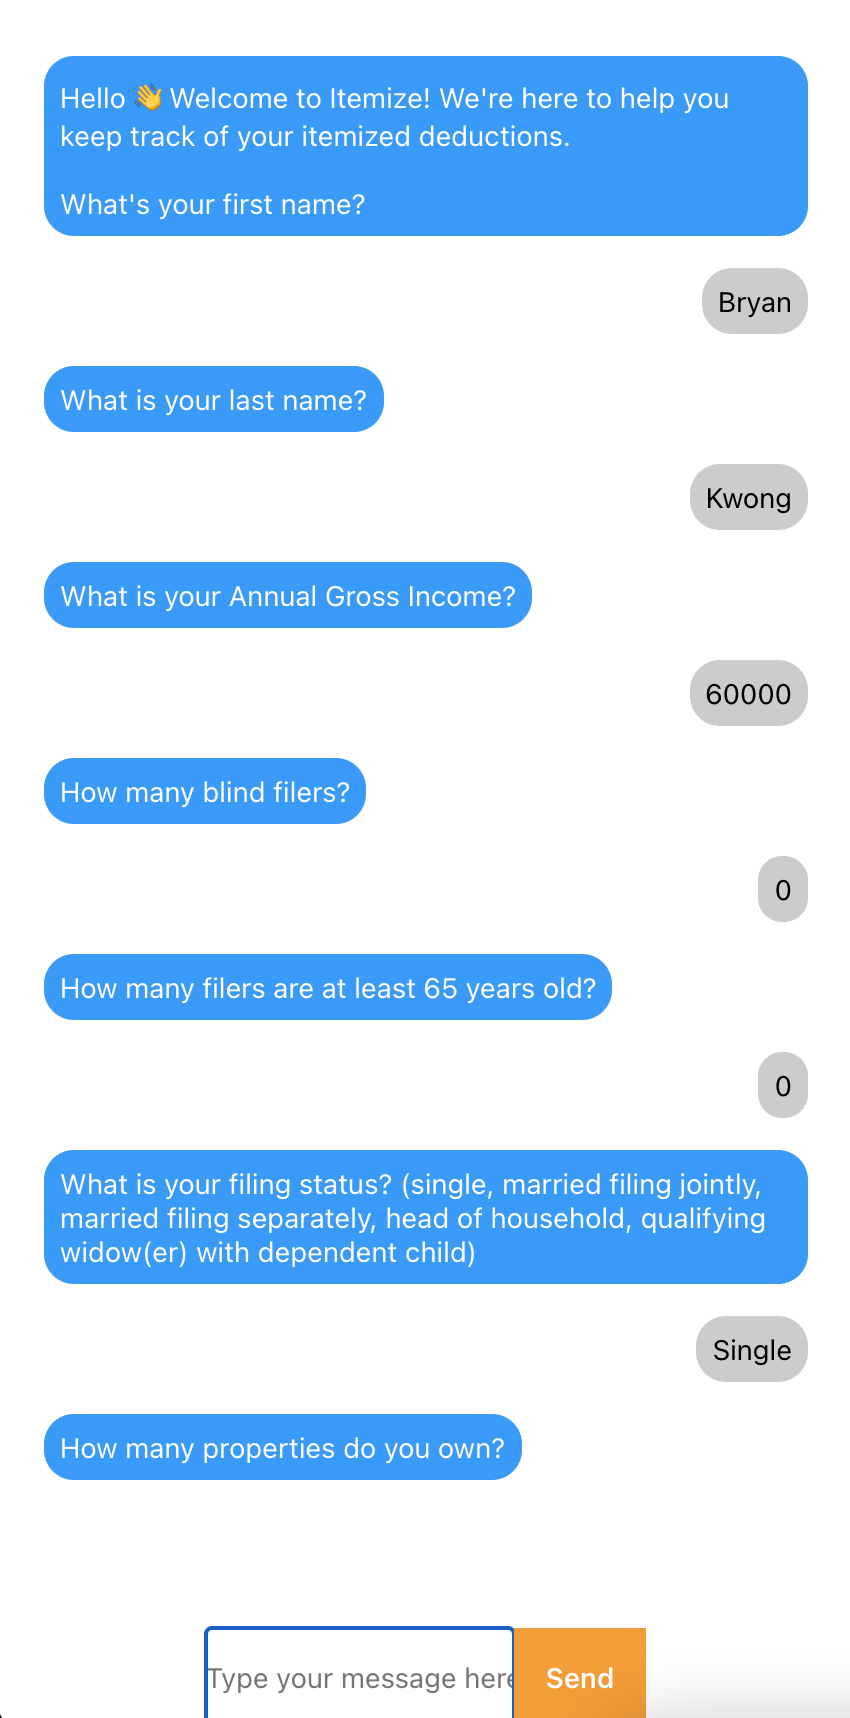 Hello 👋 Welcome to Itemize! We're here to help you
keep track of your itemized deductions.
What's your first name?
Bryan
What is your last name?
Kwong
What is your Annual Gross Income?
60000
How many blind filers?
0
How many filers are at least 65 years old?
0
What is your filing status? (single, married filing jointly,
married filing separately, head of household, qualifying
widow(er) with dependent child)
Single
How many properties do you own?
Type your message here
Send